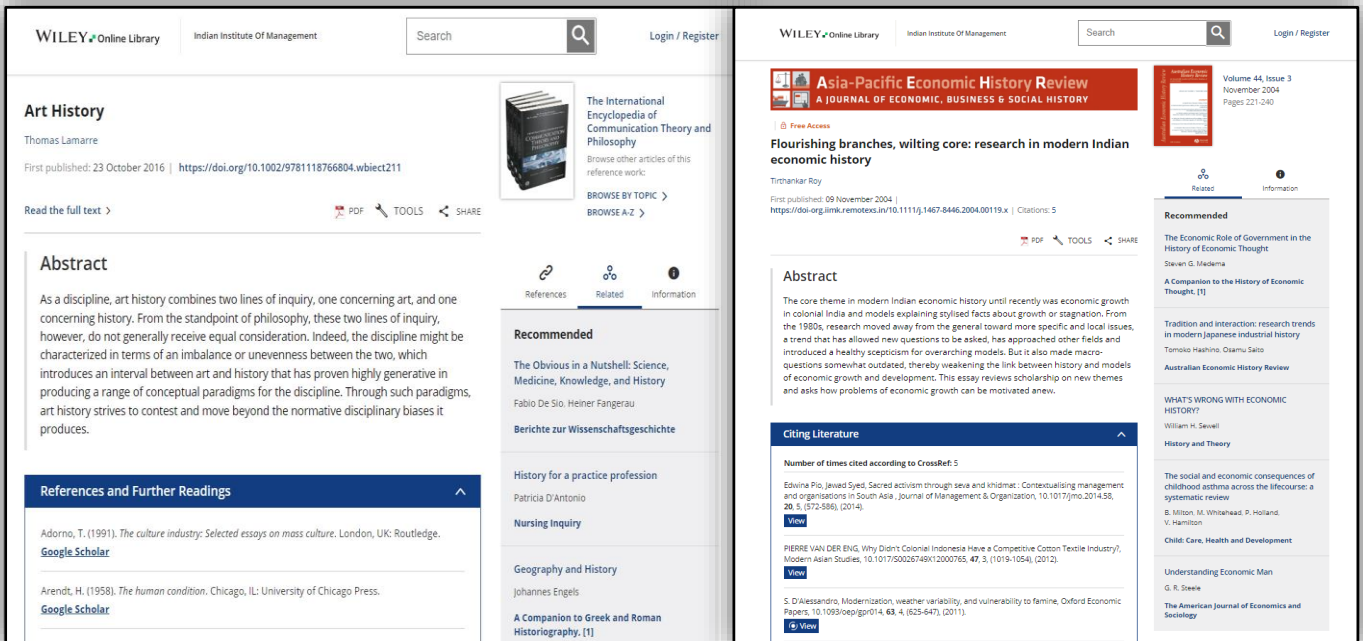 WILEY Online Library
Indian Institute Of Management
Search
Login / Register
Art History
Thomas Lamarre
First published: 23 October 2016 | https://doi.org/10.1002/9781118766804.wbiect211
Read the full text >
PDF TOOLS SHARE
Abstract
As a discipline, art history combines two lines of inquiry, one concerning art, and one
concerning history. From the standpoint of philosophy, these two lines of inquiry,
however, do not generally receive equal consideration. Indeed, the discipline might be
characterized in terms of an imbalance or unevenness between the two, which
introduces an interval between art and history that has proven highly generative in
producing a range of conceptual paradigms for the discipline. Through such paradigms,
art history strives to contest and move beyond the normative disciplinary biases it
produces.
References and Further Readings
Adorno, T. (1991). The culture industry: Selected essays on mass culture. London, UK: Routledge.
Google Scholar
Arendt, H. (1958). The human condition. Chicago, IL: University of Chicago Press.
Google Scholar
The International
Encyclopedia of
Communication Theory and
Philosophy
Browse other articles of this
reference work:
BROWSE BY TOPIC >
BROWSE A-Z >
References
Related
Information
Recommended
The Obvious in a Nutshell: Science,
Medicine, Knowledge, and History
Fabio De Sio, Heiner Fangerau
Berichte zur Wissenschaftsgeschichte
History for a practice profession
Patricia D'Antonio
Nursing Inquiry
Geography and History
Johannes Engels
A Companion to Greek and Roman
Historiography, [1]
WILEY Online Library
Indian Institute Of Management
Search
Login / Register
Asia-Pacific Economic History Review
A JOURNAL OF ECONOMIC, BUSINESS & SOCIAL HISTORY
Free Access
Flourishing branches, wilting core: research in modern Indian
economic history
Tirthankar Roy
First published: 09 November 2004 |
https://doi-org.iimk.remotexs.in/10.1111/j.1467-8446.2004.00119.x | Citations: 5
PDF TOOLS SHARE
Abstract
The core theme in modern Indian economic history until recently was economic growth
in colonial India and models explaining stylised facts about growth or stagnation. From
the 1980s, research moved away from the general toward more specific and local issues,
a trend that has allowed new questions to be asked, has approached other fields and
introduced a healthy scepticism for overarching models. But it also made macro-
questions somewhat outdated, thereby weakening the link between history and models
of economic growth and development. This essay reviews scholarship on new themes
and asks how problems of economic growth can be motivated anew.
Citing Literature
Number of times cited according to CrossRef: 5
Edwina Pio, Jawad Syed, Sacred activism through seva and khidmat : Contextualising management
and organisations in South Asia , Journal of Management & Organization, 10.1017/jmo.2014.58,
20, 5, (572-586), (2014).
View
PIERRE VAN DER ENG, Why Didn't Colonial Indonesia Have a Competitive Cotton Textile Industry?,
Modern Asian Studies, 10.1017/S0026749X12000765, 47, 3, (1019-1054), (2012).
View
S. D'Alessandro, Modernization, weather variability, and vulnerability to famine, Oxford Economic
Papers, 10.1093/oep/gpr014, 63, 4, (625-647), (2011).
View
Volume 44, Issue 3
November 2004
Pages 221-240
Related
Information
Recommended
The Economic Role of Government in the
History of Economic Thought
Steven G. Medema
A Companion to the History of Economic
Thought, [1]
Tradition and interaction: research trends
in modern Japanese industrial history
Tomoko Hashino, Osamu Saito
Australian Economic History Review
WHAT'S WRONG WITH ECONOMIC
HISTORY?
William H. Sewell
History and Theory
The social and economic consequences of
childhood asthma across the lifecourse: a
systematic review
B. Milton, M. Whitehead, P. Holland,
V. Hamilton
Child: Care, Health and Development
Understanding Economic Man
G. R. Steele
The American Journal of Economics and
Sociology